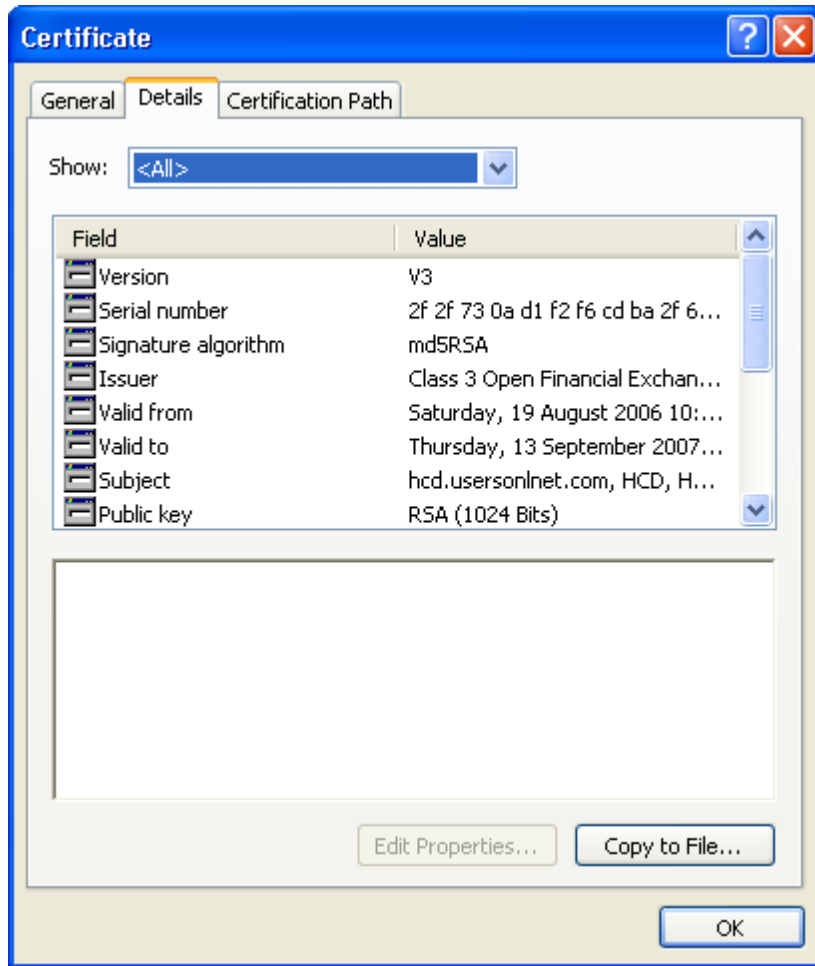 Certificate
General Details Certification Path
Show: <All>
Field Value
Version V3
Serial number 2f 2f 73 0a d1 f2 f6 cd ba 2f 6...
Signature algorithm md5RSA
Issuer Class 3 Open Financial Exchan...
Valid from Saturday, 19 August 2006 10:...
Valid to Thursday, 13 September 2007...
Subject hcd.usersonlnet.com, HCD, H...
Public key RSA (1024 Bits)
Edit Properties... Copy to File...
OK